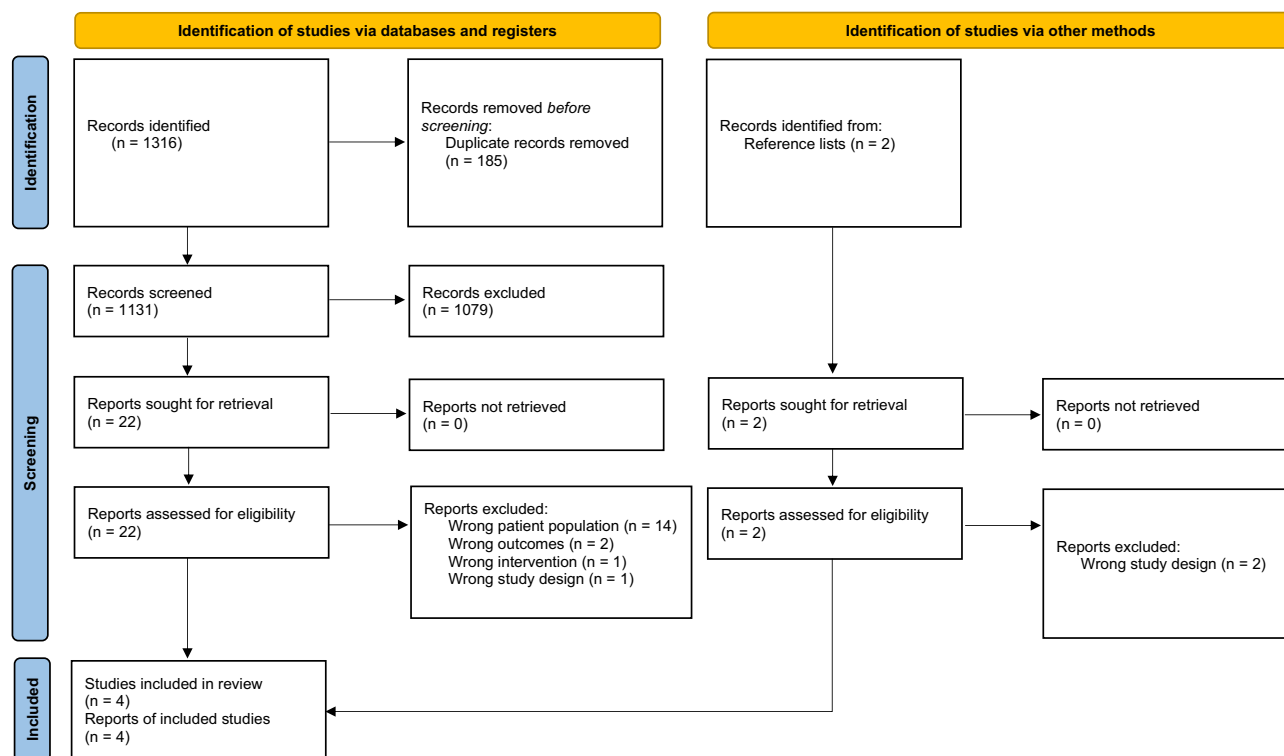 Identification of studies via databases and registers
Identification of studies via other methods
Identification
Records identified
(n = 1316)
Records removed before
screening:
Duplicate records removed
(n = 185)
Records identified from:
Reference lists (n = 2)
Screening
Records screened
(n = 1131)
Records excluded
(n = 1079)
Reports sought for retrieval
(n = 22)
Reports not retrieved
(n = 0)
Reports sought for retrieval
(n = 2)
Reports not retrieved
(n = 0)
Reports assessed for eligibility
(n = 22)
Reports excluded:
Wrong patient population (n = 14)
Wrong outcomes (n = 2)
Wrong intervention (n = 1)
Wrong study design (n = 1)
Reports assessed for eligibility
(n = 2)
Reports excluded:
Wrong study design (n = 2)
Included
Studies included in review
(n = 4)
Reports of included studies
(n = 4)